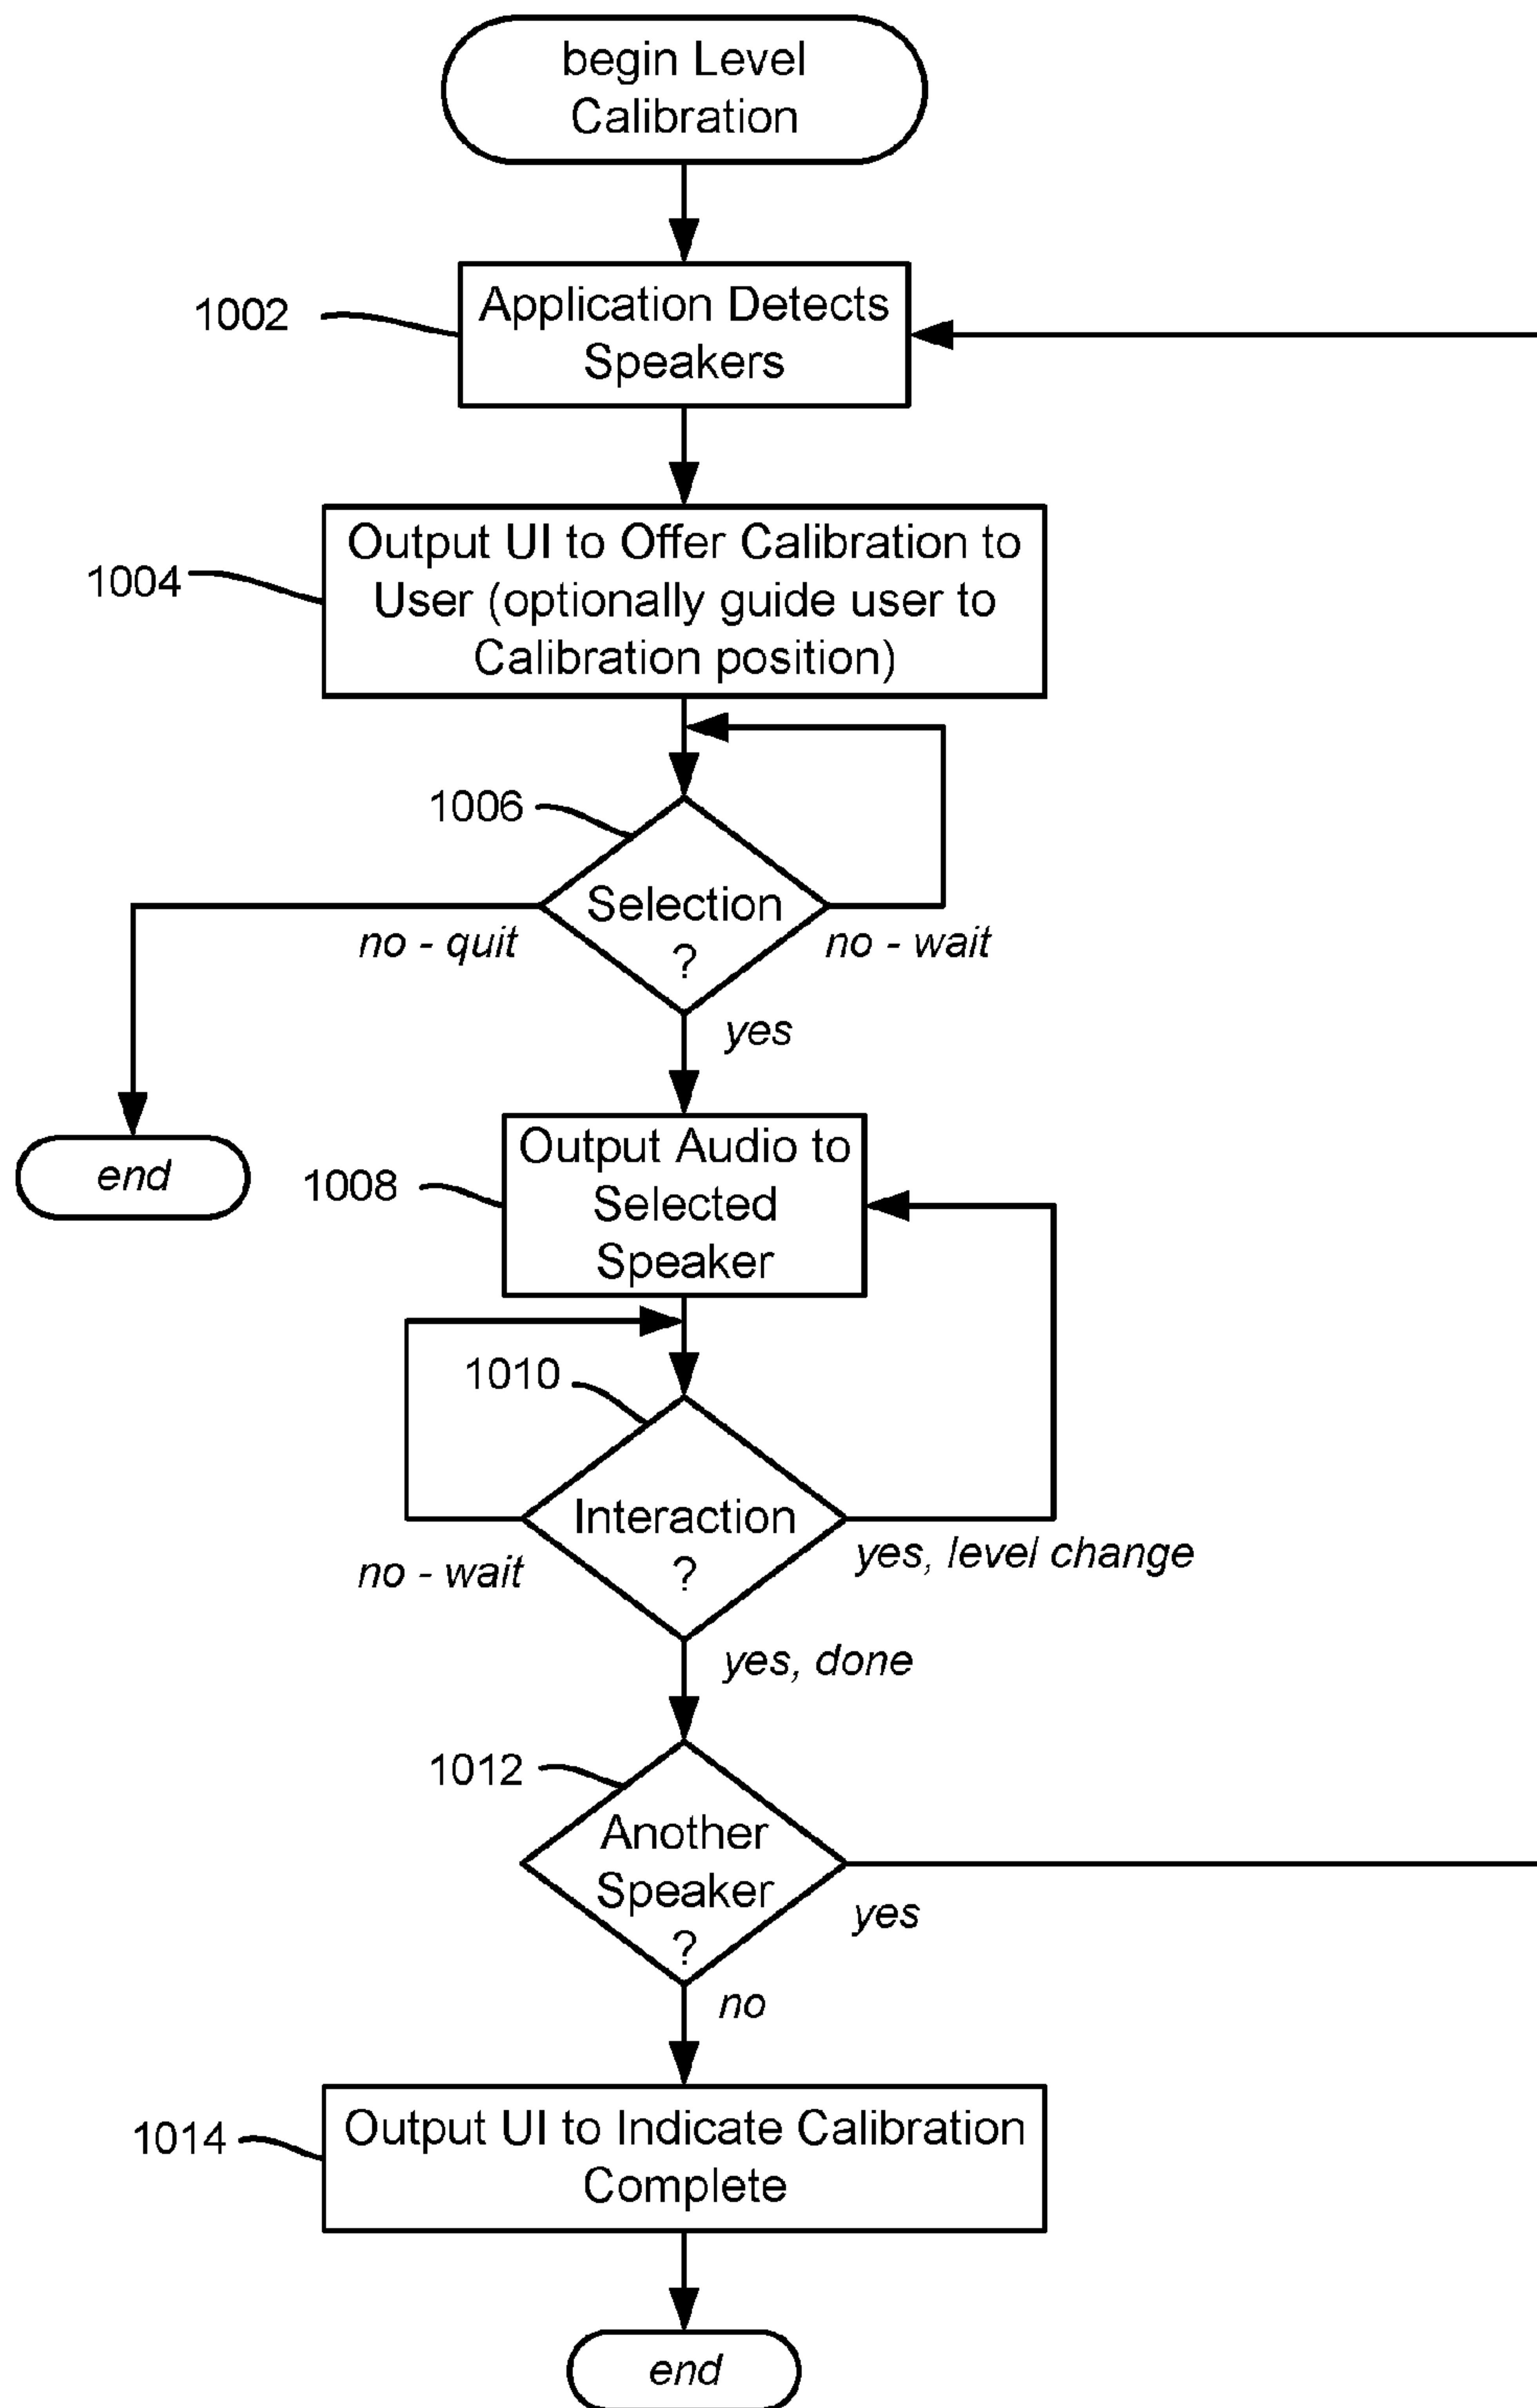 begin Level
Calibration
1002
Application Detects
Speakers
1004
Output UI to Offer Calibration to
User (optionally guide user to
Calibration position)
1006
Selection
?
no - quit
no - wait
yes
end
1008
Output Audio to
Selected
Speaker
1010
Interaction
?
no - wait
yes, level change
yes, done
1012
Another
Speaker
?
yes
no
1014
Output UI to Indicate Calibration
Complete
end